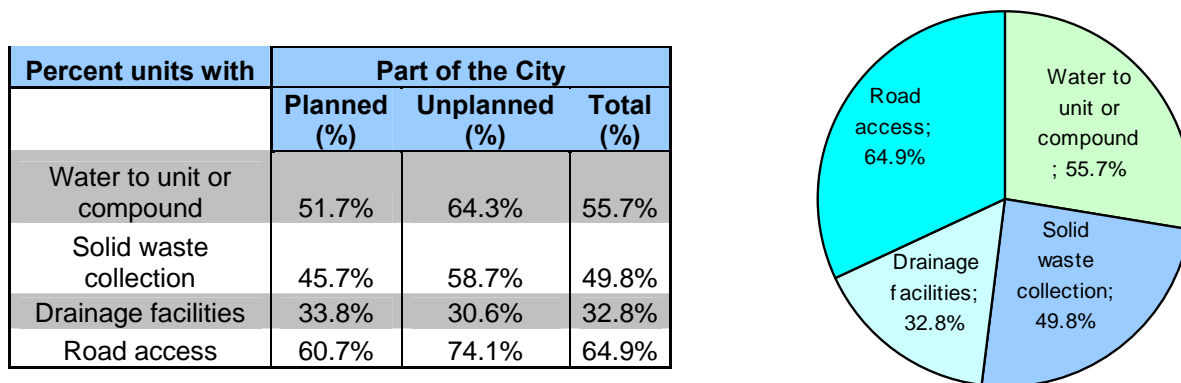 Percent units with Part of the City
Planned Unplanned Total
(%) (%) (%)
Water to unit or
compound 51.7% 64.3% 55.7%
Solid waste
collection 45.7% 58.7% 49.8%
Drainage facilities 33.8% 30.6% 32.8%
Road access 60.7% 74.1% 64.9%
Water to
unit or
compound
; 55.7%
Solid
waste
collection;
49.8%
Drainage
facilities;
32.8%
Road
access;
64.9%